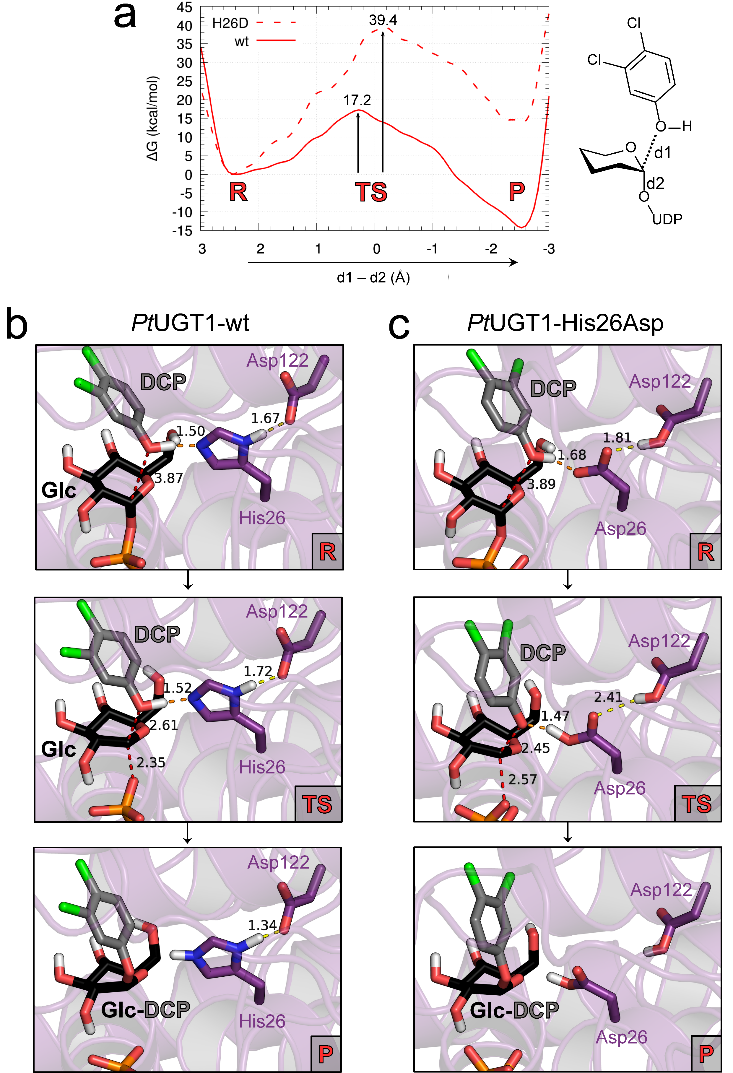 a
45
40
35
30
25
20
15
10
5
0
-5
-10
-15
ΔG (kcal/mol)
H26D
wt
39.4
17.2
R
TS
P
3
2
1
0
-1
-2
-3
d1 – d2 (Å)
Cl
Cl
O–H
O
d1
d2
O
UDP
b
PtUGT1-wt
Asp122
DCP
1.67
1.50
3.87
Glc
His26
R
Asp122
DCP
1.72
1.52
2.61
Glc
2.35
His26
TS
Asp122
1.34
Glc-DCP
His26
P
c
PtUGT1-His26Asp
Asp122
DCP
1.81
1.68
3.89
Asp26
R
Asp122
DCP
2.41
1.47
2.45
2.57
Asp26
TS
Asp122
Glc-DCP
Asp26
P